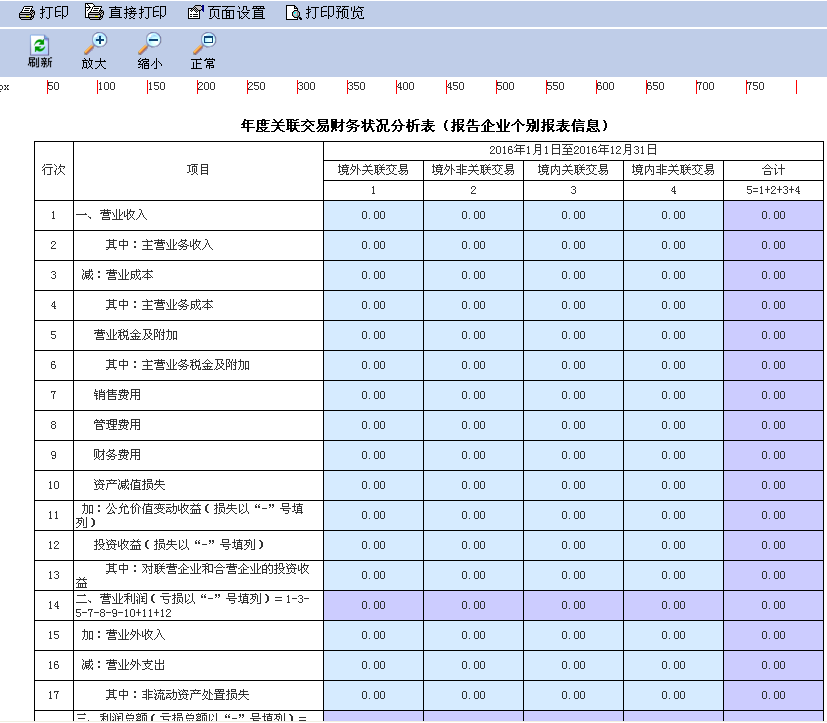 打印 直接打印 页面设置 打印预览
刷新 放大 缩小 正常
px 50 100 150 200 250 300 350 400 450 500 550 600 650 700 750
年度关联交易财务状况分析表（报告企业个别报表信息）
行次 项目 2016年1月1日至2016年12月31日
境外关联交易 境外非关联交易 境内关联交易 境内非关联交易 合计
1 2 3 4 5=1+2+3+4
1 一、营业收入 0.00 0.00 0.00 0.00 0.00
2 其中：主营业务收入 0.00 0.00 0.00 0.00 0.00
3 减：营业成本 0.00 0.00 0.00 0.00 0.00
4 其中：主营业务成本 0.00 0.00 0.00 0.00 0.00
5 营业税金及附加 0.00 0.00 0.00 0.00 0.00
6 其中：主营业务税金及附加 0.00 0.00 0.00 0.00 0.00
7 销售费用 0.00 0.00 0.00 0.00 0.00
8 管理费用 0.00 0.00 0.00 0.00 0.00
9 财务费用 0.00 0.00 0.00 0.00 0.00
10 资产减值损失 0.00 0.00 0.00 0.00 0.00
11 加：公允价值变动收益（损失以“-”号填
列） 0.00 0.00 0.00 0.00 0.00
12 投资收益（损失以“-”号填列） 0.00 0.00 0.00 0.00 0.00
13 其中：对联营企业和合营企业的投资收
益 0.00 0.00 0.00 0.00 0.00
14 二、营业利润（亏损以“-”号填列）＝1-3-
5-7-8-9-10+11+12 0.00 0.00 0.00 0.00 0.00
15 加：营业外收入 0.00 0.00 0.00 0.00 0.00
16 减：营业外支出 0.00 0.00 0.00 0.00 0.00
17 其中：非流动资产处置损失 0.00 0.00 0.00 0.00 0.00
三、利润总额（亏损总额以“-”号填列）＝